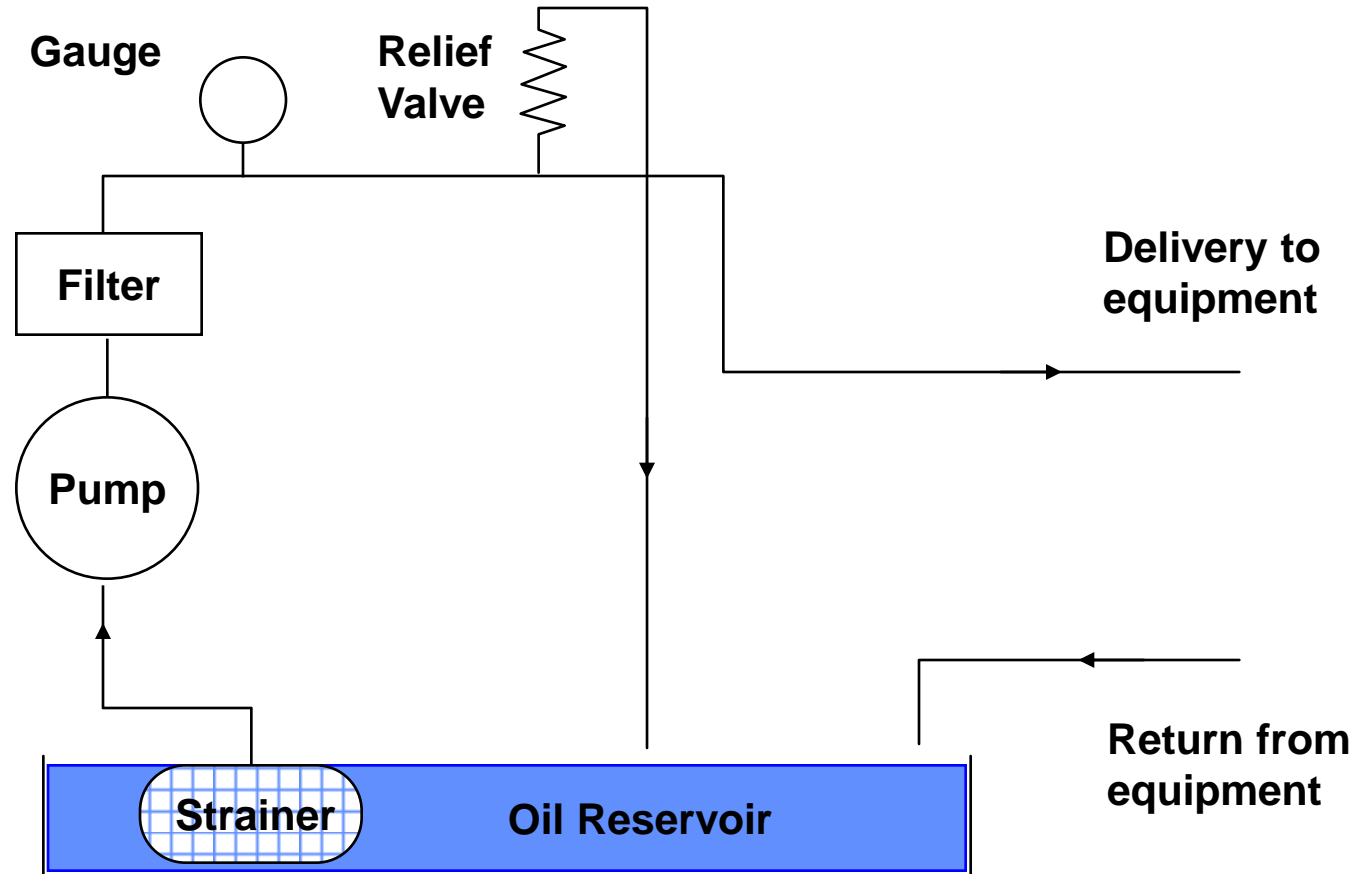 Gauge
Relief
Valve
Filter
Delivery to
equipment
Pump
Return from
equipment
Strainer
Oil Reservoir